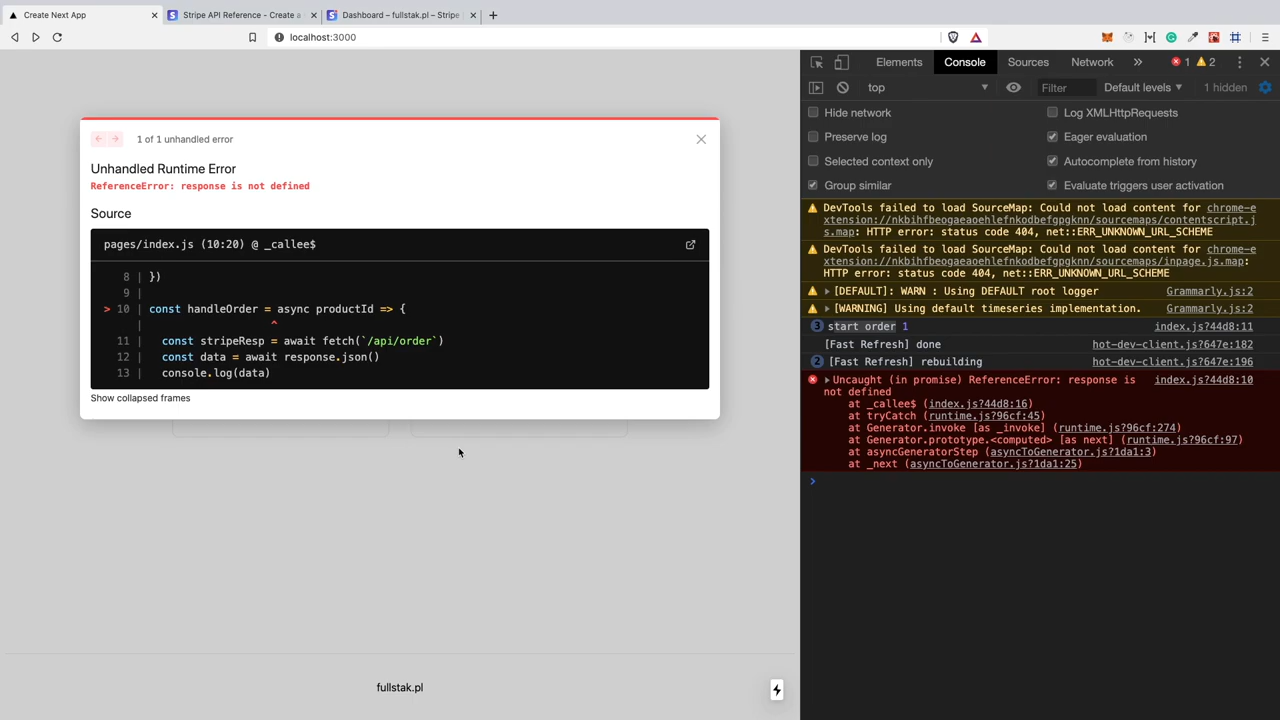 Create Next App
Stripe API Reference - Create a
Dashboard – fullstak.pl – Stripe
localhost:3000
Elements Console Sources Network » 1 2
top Filter Default levels 1 hidden
Hide network Log XMLHttpRequests
Preserve log Eager evaluation
Selected context only Autocomplete from history
Group similar Evaluate triggers user activation
1 of 1 unhandled error
Unhandled Runtime Error
ReferenceError: response is not defined
Source
pages/index.js (10:20) @ _callee$
8 | })
9 |
> 10 | const handleOrder = async productId => {
| ^
11 | const stripeResp = await fetch(`/api/order`)
12 | const data = await response.json()
13 | console.log(data)
Show collapsed frames
fullstak.pl
DevTools failed to load SourceMap: Could not load content for chrome-e
xtension://nkbihfbeogaeaoehlefnkodbefgpgknn/sourcemaps/contentscript.j
s.map: HTTP error: status code 404, net::ERR_UNKNOWN_URL_SCHEME
DevTools failed to load SourceMap: Could not load content for chrome-e
xtension://nkbihfbeogaeaoehlefnkodbefgpgknn/sourcemaps/inpage.js.map:
HTTP error: status code 404, net::ERR_UNKNOWN_URL_SCHEME
[DEFAULT]: WARN : Using DEFAULT root logger Grammarly.js:2
[WARNING] Using default timeseries implementation. Grammarly.js:2
3 start order 1 index.js?44d8:11
[Fast Refresh] done hot-dev-client.js?647e:182
2 [Fast Refresh] rebuilding hot-dev-client.js?647e:196
Uncaught (in promise) ReferenceError: response is index.js?44d8:10
not defined
at _callee$ (index.js?44d8:16)
at tryCatch (runtime.js?96cf:45)
at Generator.invoke [as _invoke] (runtime.js?96cf:274)
at Generator.prototype.<computed> [as next] (runtime.js?96cf:97)
at asyncGeneratorStep (asyncToGenerator.js?1da1:3)
at _next (asyncToGenerator.js?1da1:25)